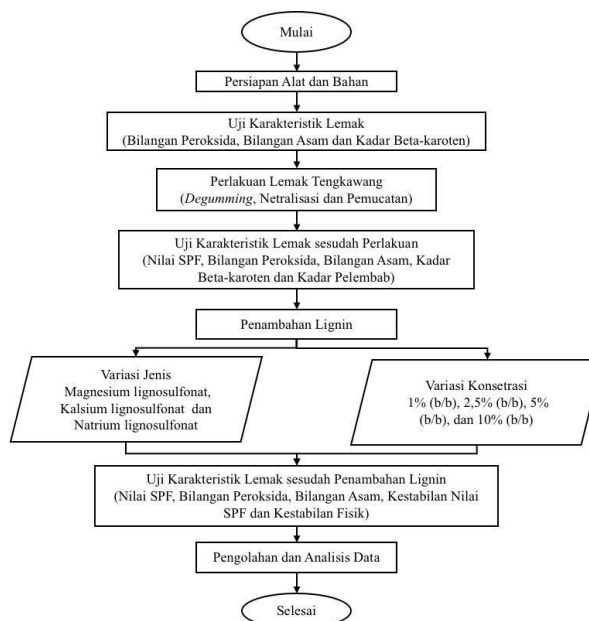 Mulai
Persiapan Alat dan Bahan
Uji Karakteristik Lemak
(Bilangan Peroksida, Bilangan Asam dan Kadar Beta-karoten)
Perlakuan Lemak Tengkawang
(Degumming, Netralisasi dan Pemucatan)
Uji Karakteristik Lemak sesudah Perlakuan
(Nilai SPF, Bilangan Peroksida, Bilangan Asam, Kadar
Beta-karoten dan Kadar Pelembab)
Penambahan Lignin
Variasi Jenis
Magnesium lignosulfonat,
Kalsium lignosulfonat dan
Natrium lignosulfonat
Variasi Konsetrasi
1% (b/b), 2,5% (b/b), 5%
(b/b), dan 10% (b/b)
Uji Karakteristik Lemak sesudah Penambahan Lignin
(Nilai SPF, Bilangan Peroksida, Bilangan Asam, Kestabilan Nilai
SPF dan Kestabilan Fisik)
Pengolahan dan Analisis Data
Selesai